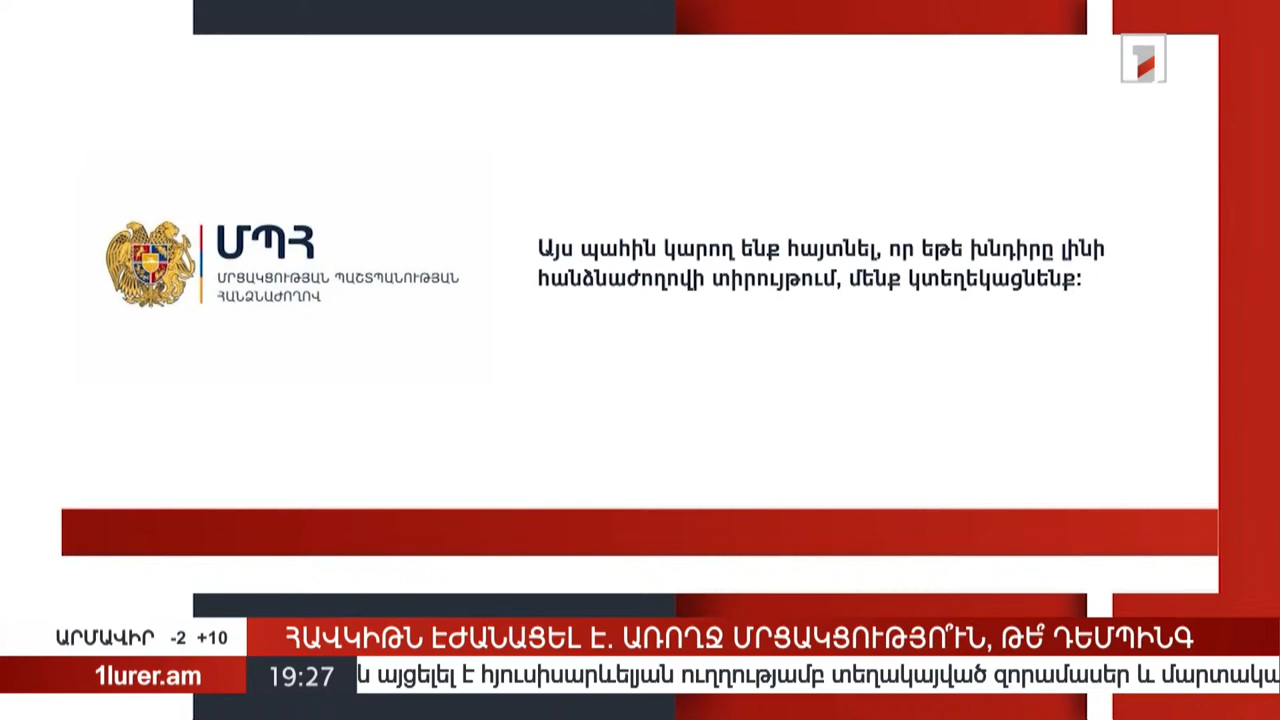 1
ՄՊՀ
ՄՐՑԱԿՑՈՒԹՅԱՆ ՊԱՇՏՊԱՆՈՒԹՅԱՆ
ՀԱՆՁՆԱԺՈՂՈՎ
Այս պահին կարող ենք հայտնել, որ եթե խնդիրը լինի
հանձնաժողովի տիրույթում, մենք կտեղեկացնենք:
ԱՐՄԱՎԻՐ -2 +10
ՀԱՎԿԻԹՆ ԷԺԱՆԱՑԵԼ Է. ԱՌՈՂՋ ՄՐՑԱԿՑՈՒԹՅՈ՞ՒՆ, ԹԵ՞ ԴԵՄՊԻՆԳ
1lurer.am
19:27
ն այցելել է հյուսիսարևելյան ուղղությամբ տեղակայված զորամասեր և մարտակա